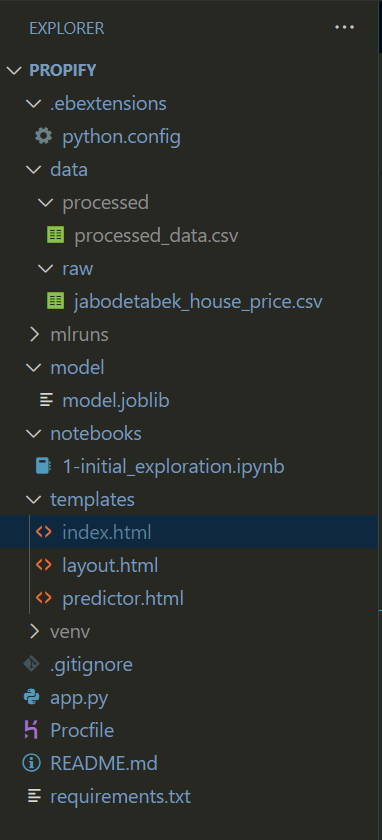 EXPLORER
PROPIFY
.ebextensions
python.config
data
processed
processed_data.csv
raw
jabodetabek_house_price.csv
mlruns
model
model.joblib
notebooks
1-initial_exploration.ipynb
templates
index.html
layout.html
predictor.html
venv
.gitignore
app.py
Procfile
README.md
requirements.txt